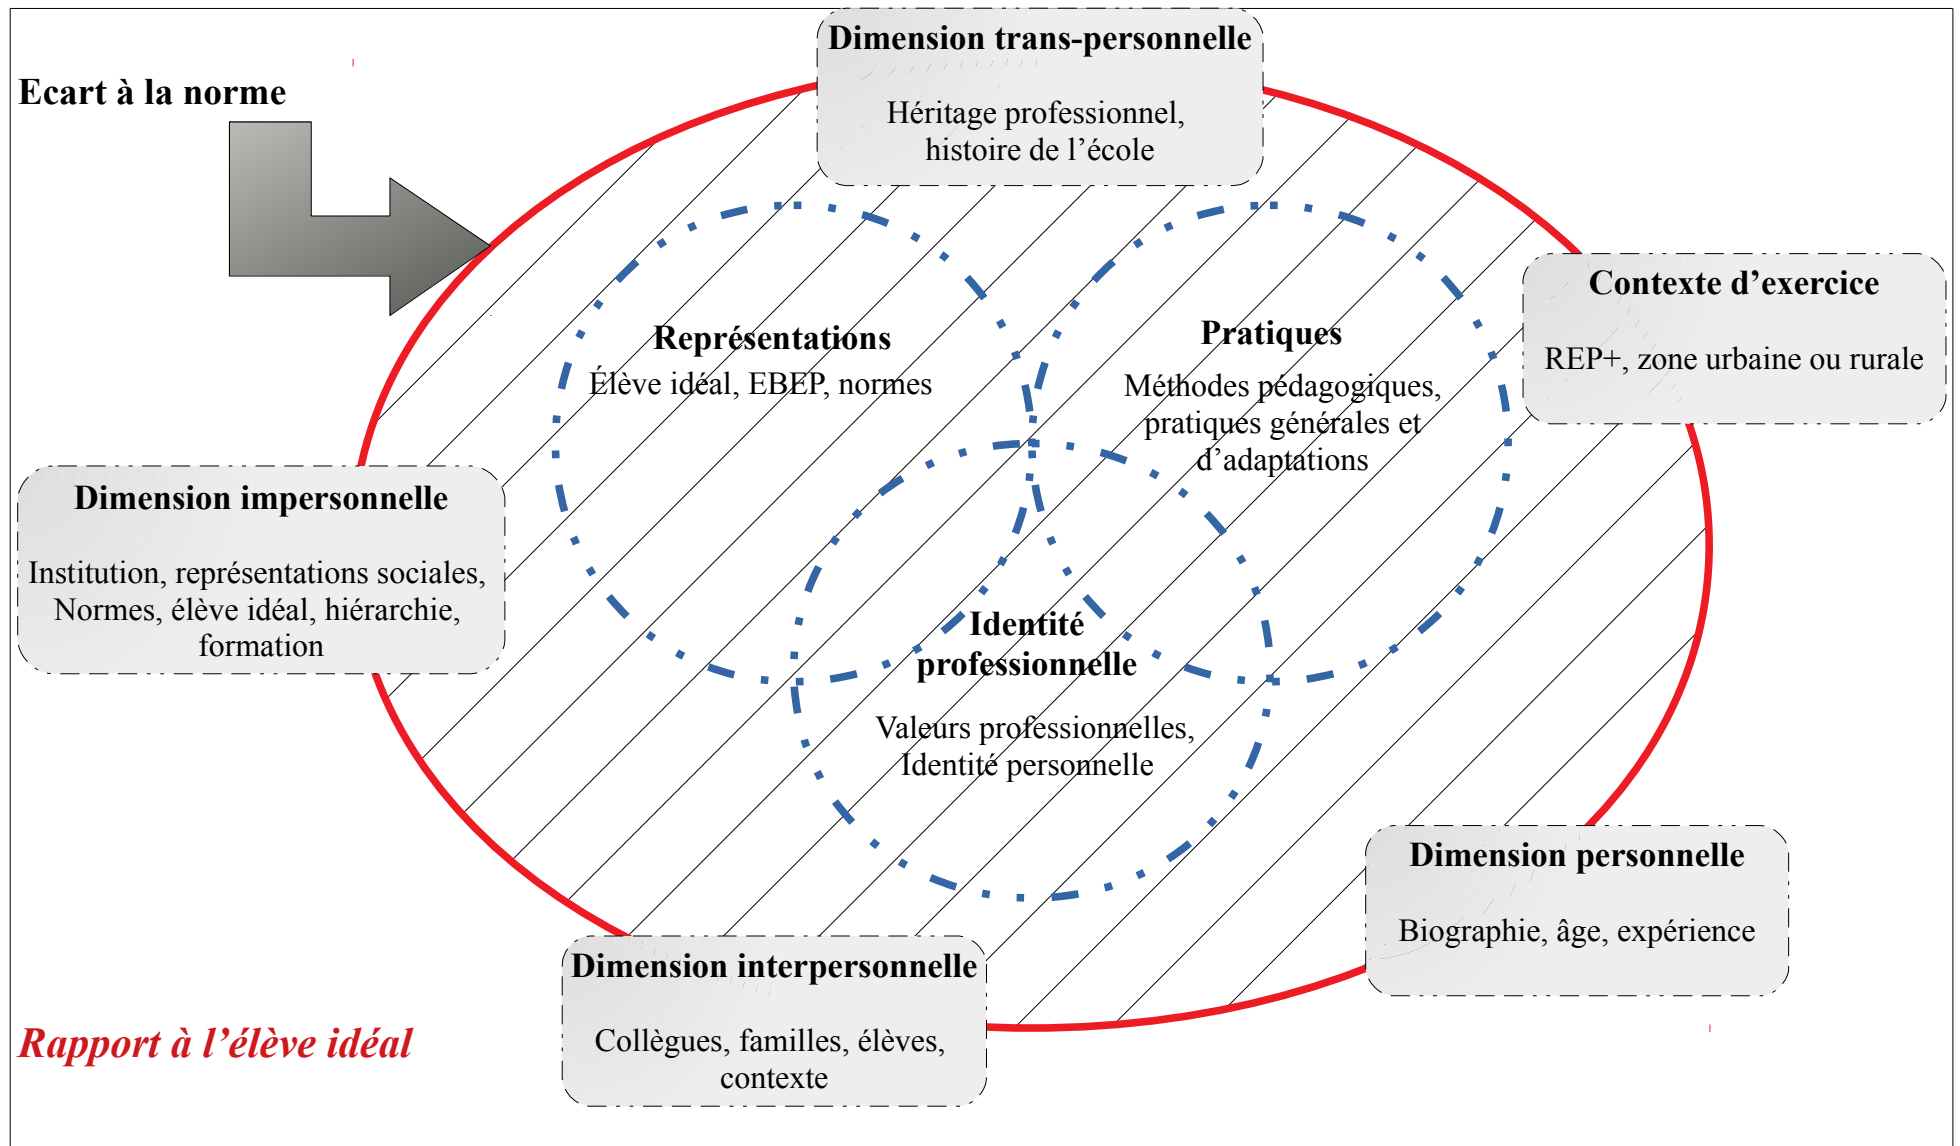 Dimension trans-personnelle
Héritage professionnel,
histoire de l’école
Ecart à la norme
Contexte d’exercice
REP+, zone urbaine ou rurale
Représentations
Élève idéal, EBEP, normes
Pratiques
Méthodes pédagogiques,
pratiques générales et
d’adaptations
Dimension impersonnelle
Institution, représentations sociales,
Normes, élève idéal, hiérarchie,
formation
Identité
professionnelle
Valeurs professionnelles,
Identité personnelle
Dimension personnelle
Biographie, âge, expérience
Dimension interpersonnelle
Collègues, familles, élèves,
contexte
Rapport à l’élève idéal